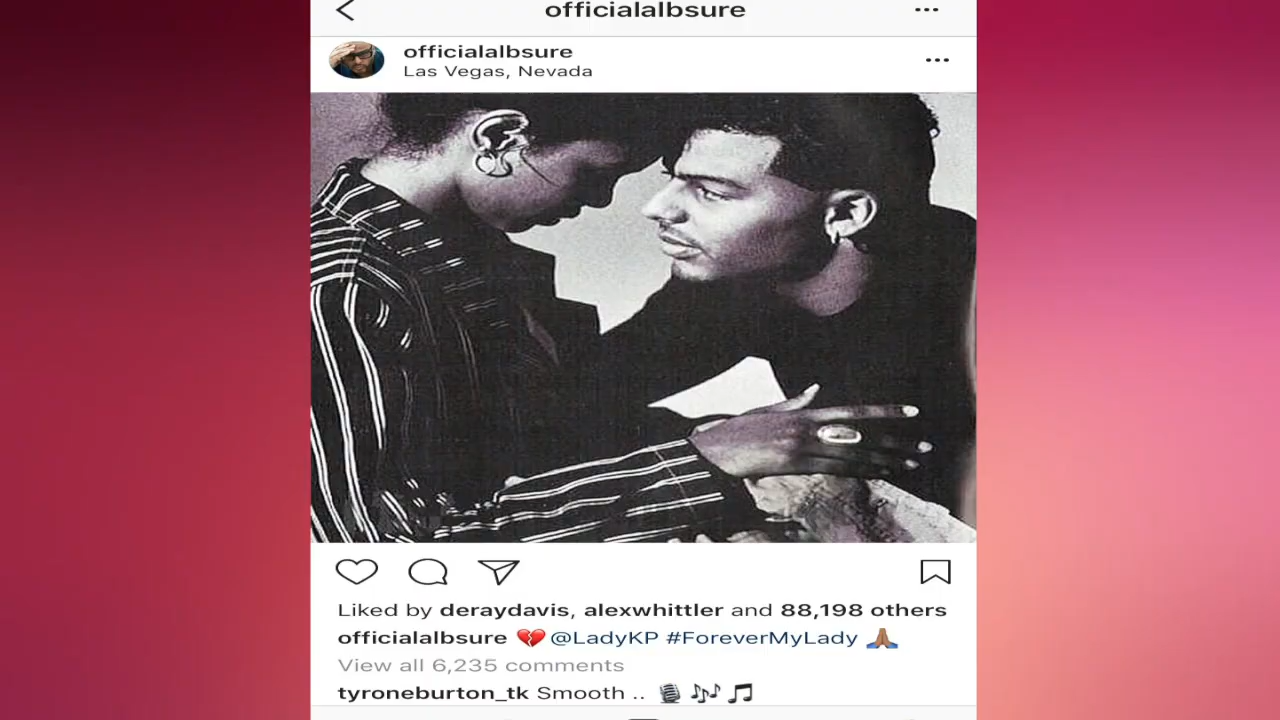 officialalbsure
officialalbsure
Las Vegas, Nevada
Liked by deraydavis, alexwhittler and 88,198 others
officialalbsure 💔 @LadyKP #ForeverMyLady 🙏🏽
View all 6,235 comments
tyroneburton_tk Smooth .. 🎙️ 🎶 🎵